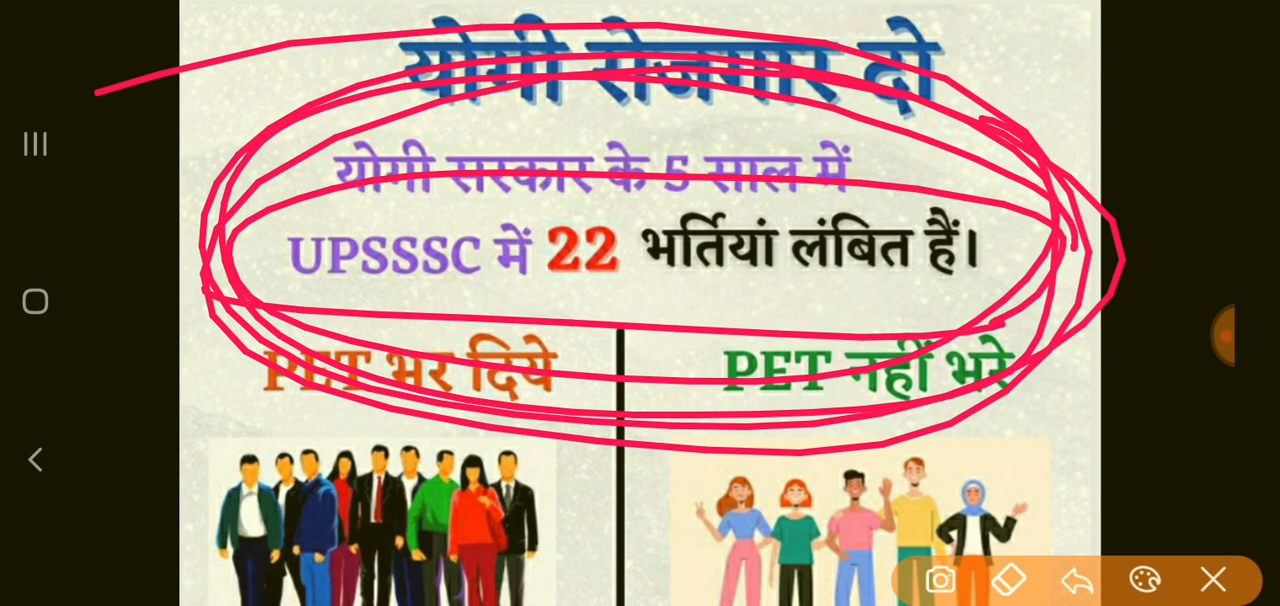 योगी रोजगार दो
योगी सरकार के 5 साल में
UPSSSC में 22 भर्तियां लंबित हैं।
PET भर दिये
PET नहीं भरे